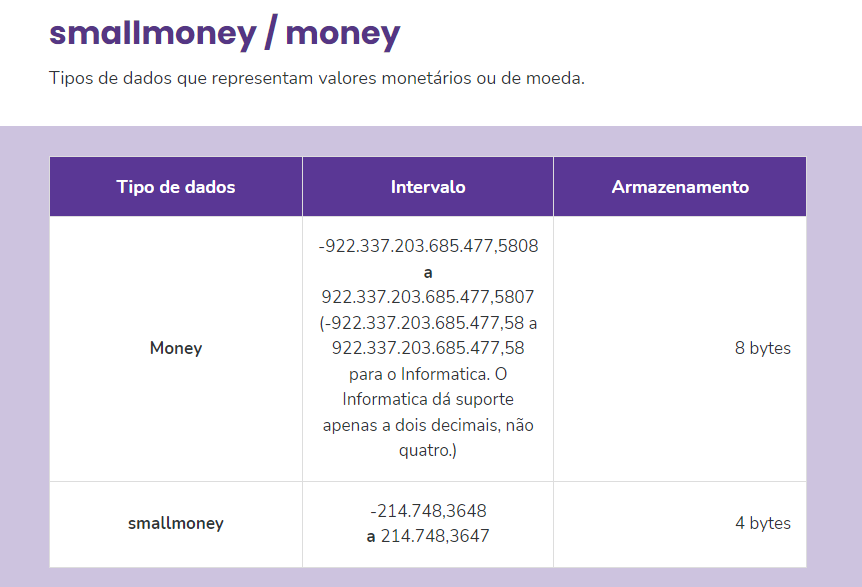 smallmoney / money
Tipos de dados que representam valores monetários ou de moeda.
Tipo de dados
Intervalo
Armazenamento
Money
-922.337.203.685.477,5808
a
922.337.203.685.477,5807
(-922.337.203.685.477,58 a
922.337.203.685.477,58
para o Informatica. O
Informatica dá suporte
apenas a dois decimais, não
quatro.)
8 bytes
smallmoney
-214.748,3648
a 214.748,3647
4 bytes